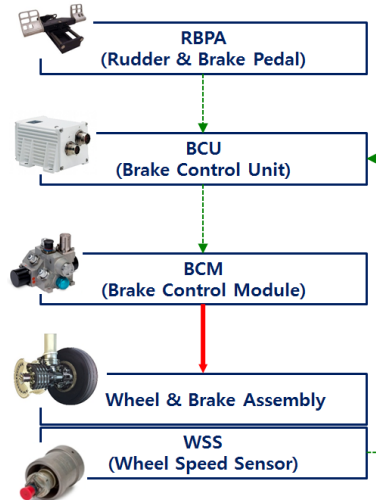 RBPA
(Rudder & Brake Pedal)
BCU
(Brake Control Unit)
BCM
(Brake Control Module)
Wheel & Brake Assembly
WSS
(Wheel Speed Sensor)